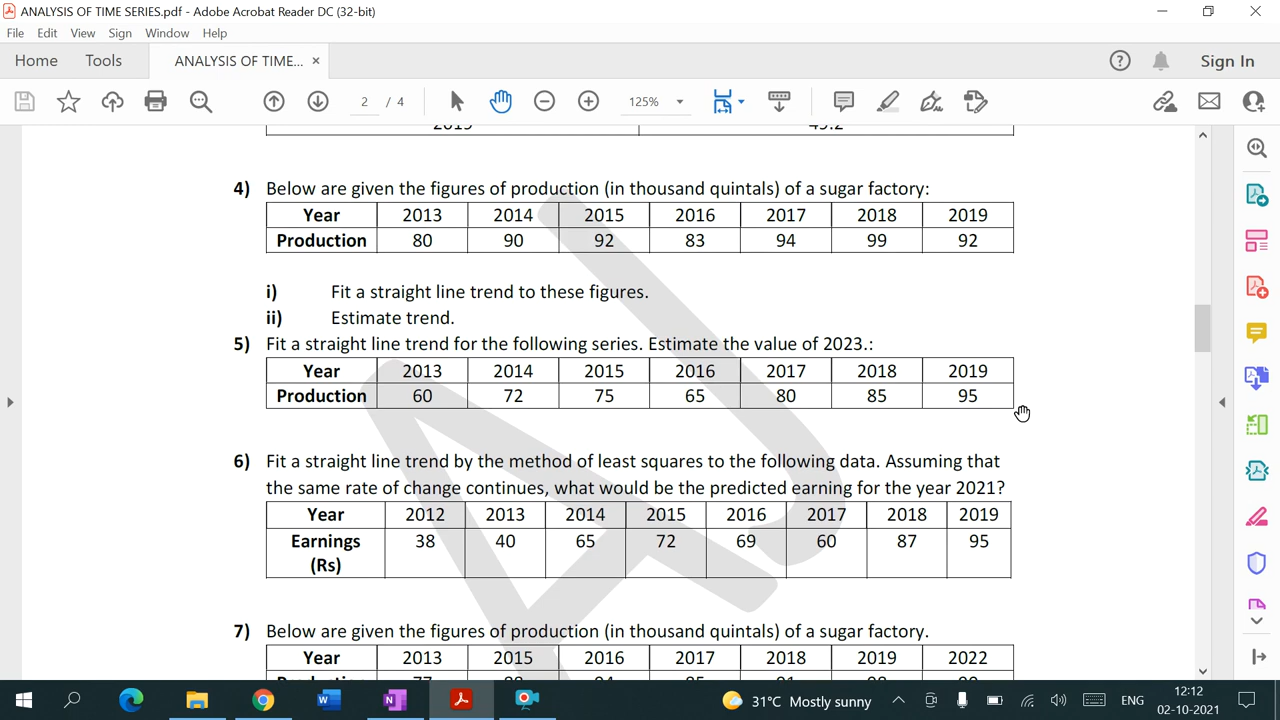 ANALYSIS OF TIME SERIES.pdf - Adobe Acrobat Reader DC (32-bit)
File Edit View Sign Window Help
Home Tools ANALYSIS OF TIME... × Sign In
2 / 4 125%
2019 49.2
4) Below are given the figures of production (in thousand quintals) of a sugar factory:
Year 2013 2014 2015 2016 2017 2018 2019
Production 80 90 92 83 94 99 92
i) Fit a straight line trend to these figures.
ii) Estimate trend.
5) Fit a straight line trend for the following series. Estimate the value of 2023.:
Year 2013 2014 2015 2016 2017 2018 2019
Production 60 72 75 65 80 85 95
6) Fit a straight line trend by the method of least squares to the following data. Assuming that
the same rate of change continues, what would be the predicted earning for the year 2021?
Year 2012 2013 2014 2015 2016 2017 2018 2019
Earnings 38 40 65 72 69 60 87 95
(Rs)
7) Below are given the figures of production (in thousand quintals) of a sugar factory.
Year 2013 2015 2016 2017 2018 2019 2022
AJ
31°C Mostly sunny ENG 12:12
02-10-2021